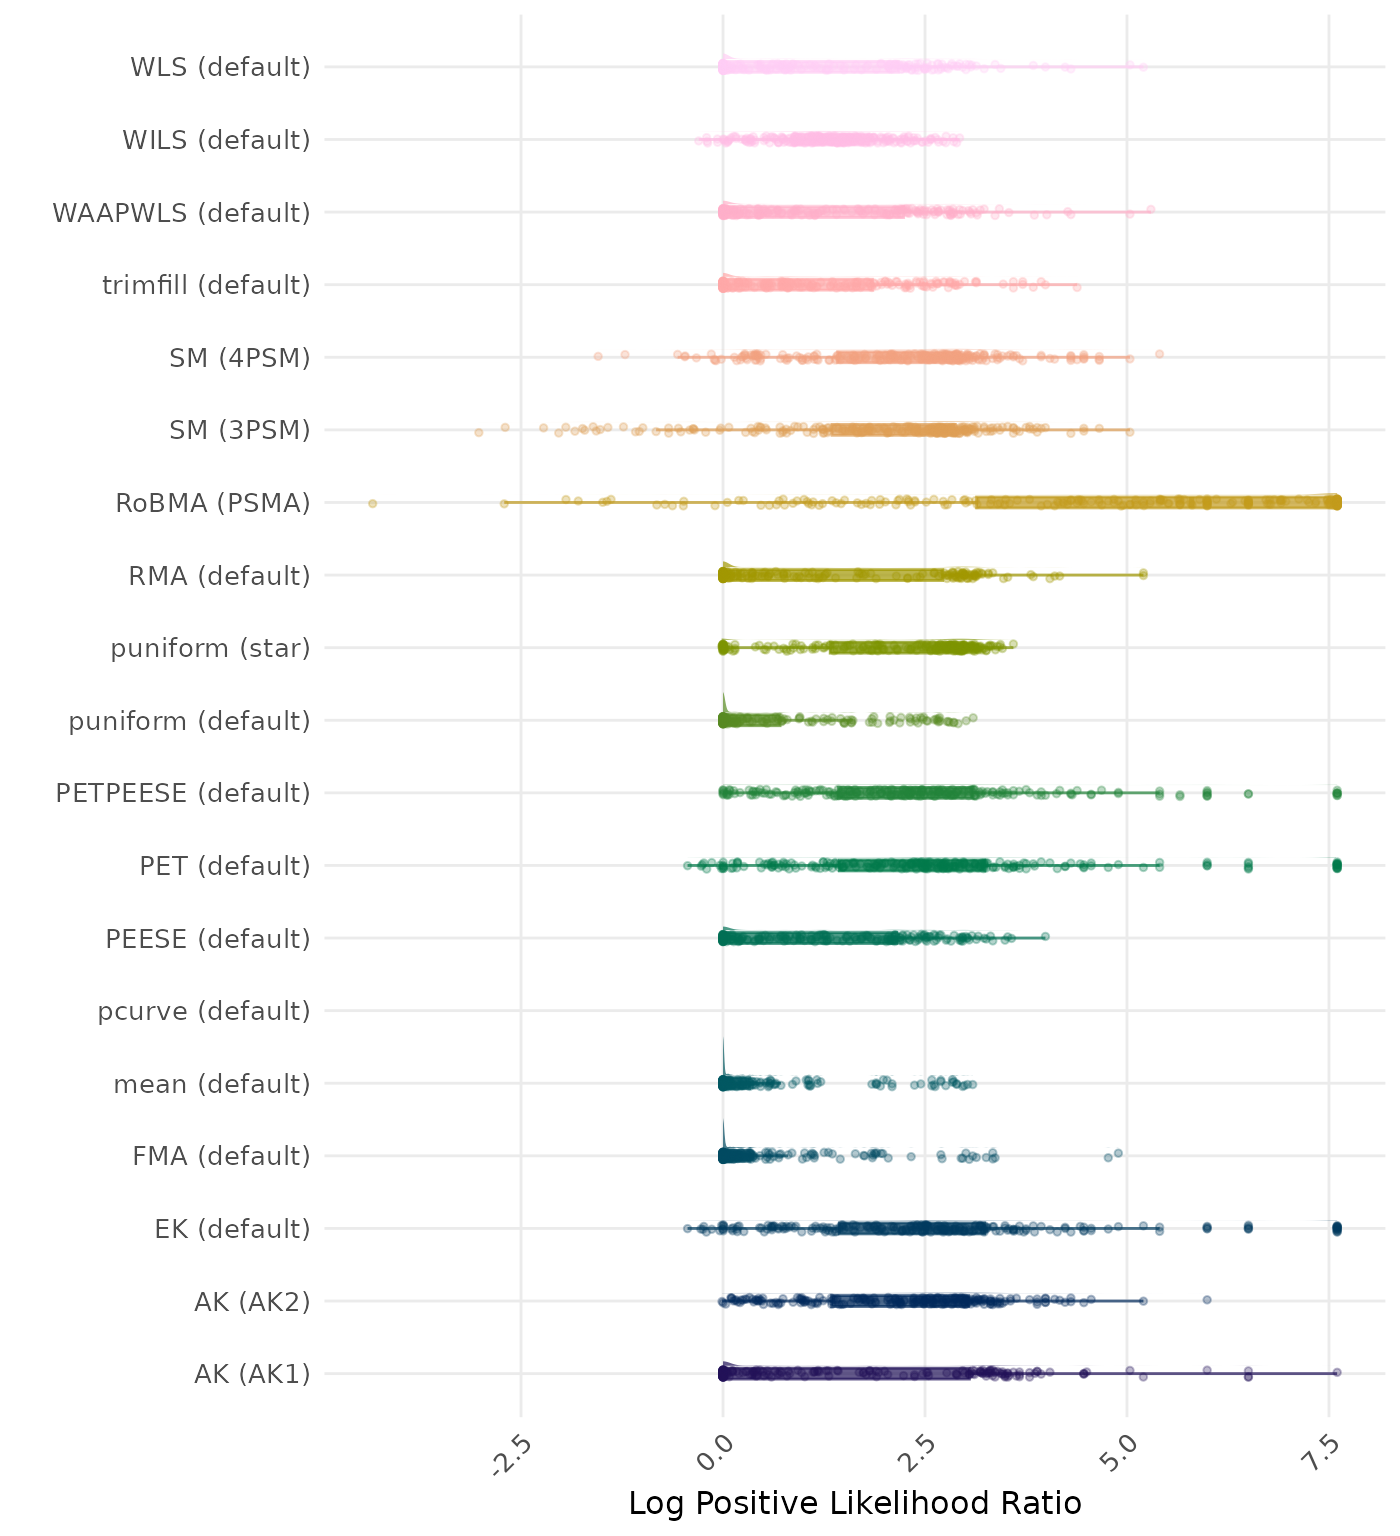 WLS (default)
WILS (default)
WAAPWLS (default)
trimfill (default)
SM (4PSM)
SM (3PSM)
RoBMA (PSMA)
RMA (default)
puniform (star)
puniform (default)
PETPEESE (default)
PET (default)
PEESE (default)
pcurve (default)
mean (default)
FMA (default)
EK (default)
AK (AK2)
AK (AK1)
-2.5 0.0 2.5 5.0 7.5
Log Positive Likelihood Ratio